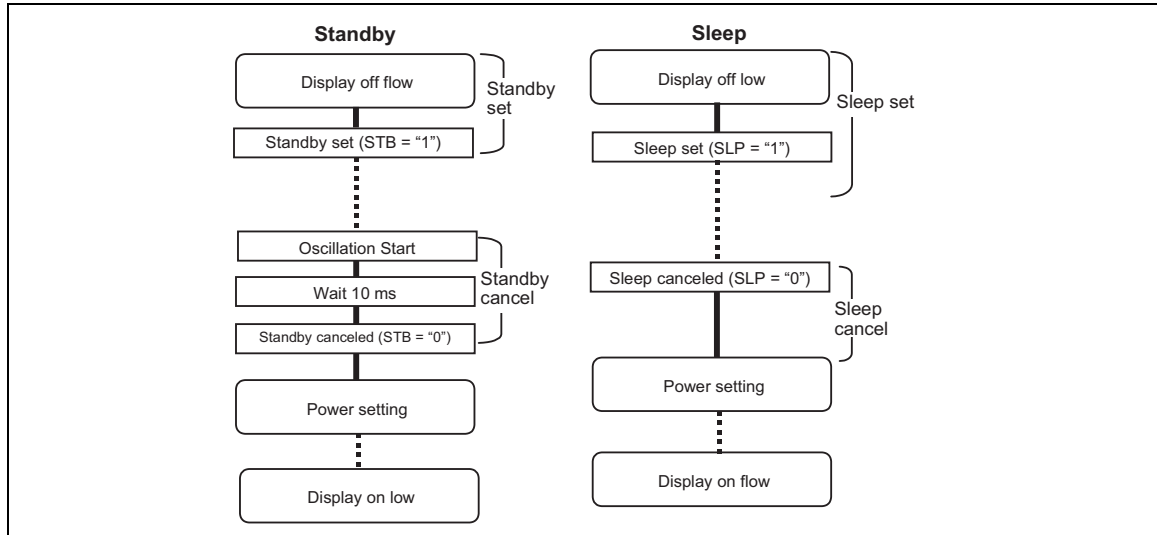 Standby
Display off flow
Standby
set
Standby set (STB = “1”)
Oscillation Start
Wait 10 ms
Standby
cancel
Standby canceled (STB = “0”)
Power setting
Display on low
Sleep
Display off low
Sleep set
Sleep set (SLP = “1”)
Sleep canceled (SLP = “0”)
Sleep
cancel
Power setting
Display on flow